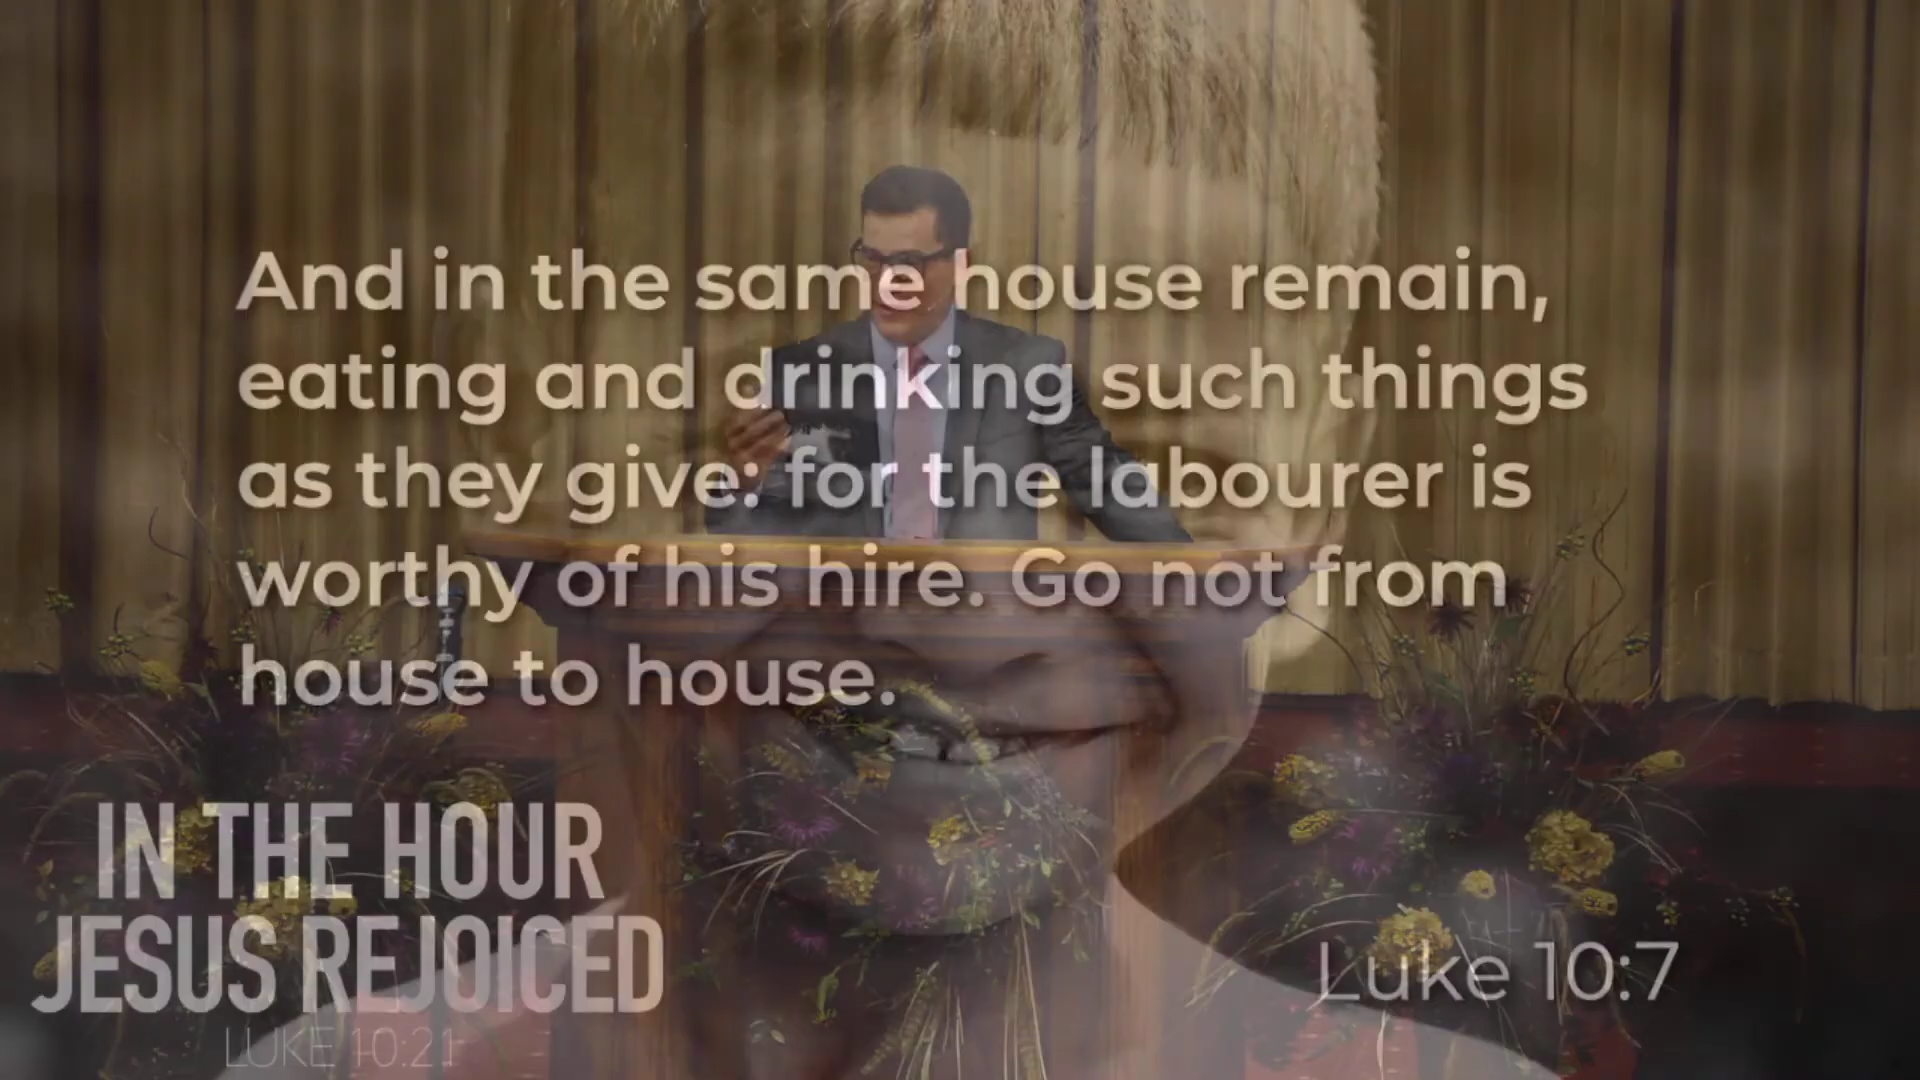 And in the same house remain,
eating and drinking such things
as they give: for the labourer is
worthy of his hire. Go not from
house to house.
IN THE HOUR
JESUS REJOICED
LUKE 10:21
Luke 10:7